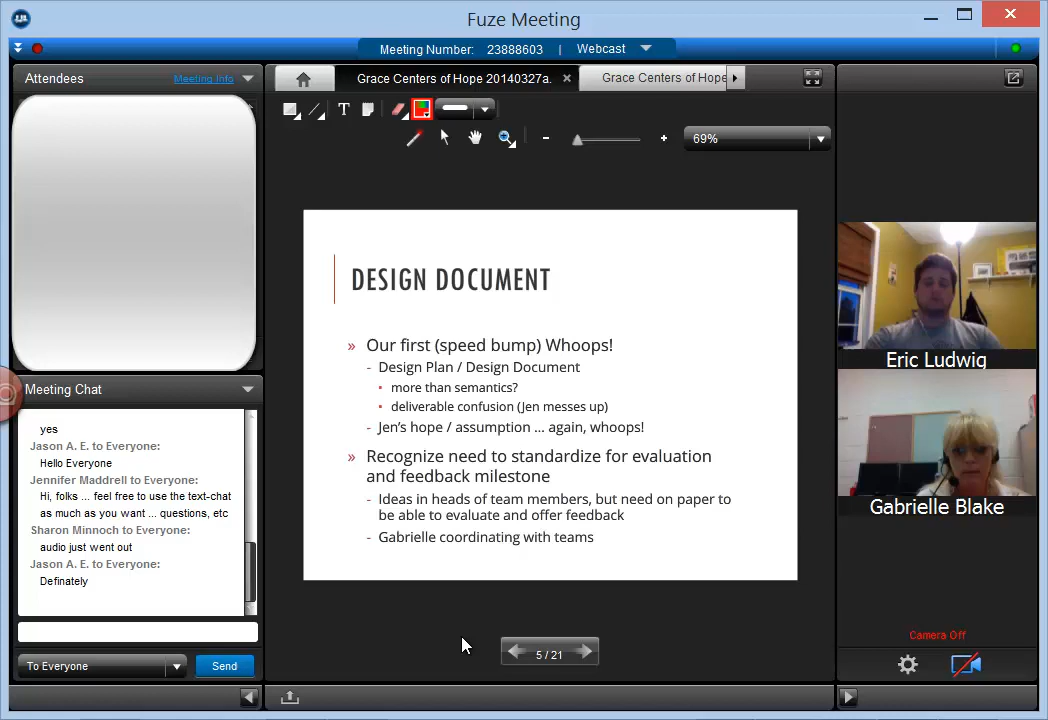 Fuze Meeting
Meeting Number: 23888603 | Webcast
Attendees
Meeting Info
Grace Centers of Hope 20140327a.
Grace Centers of Hope
T
69%
DESIGN DOCUMENT
» Our first (speed bump) Whoops!
- Design Plan / Design Document
▪ more than semantics?
▪ deliverable confusion (Jen messes up)
- Jen's hope / assumption ... again, whoops!
» Recognize need to standardize for evaluation
and feedback milestone
- Ideas in heads of team members, but need on paper to
be able to evaluate and offer feedback
- Gabrielle coordinating with teams
5 / 21
Meeting Chat
yes
Jason A. E. to Everyone:
Hello Everyone
Jennifer Maddrell to Everyone:
Hi, folks ... feel free to use the text-chat
as much as you want ... questions, etc
Sharon Minnoch to Everyone:
audio just went out
Jason A. E. to Everyone:
Definately
To Everyone
Send
Eric Ludwig
Gabrielle Blake
Camera Off